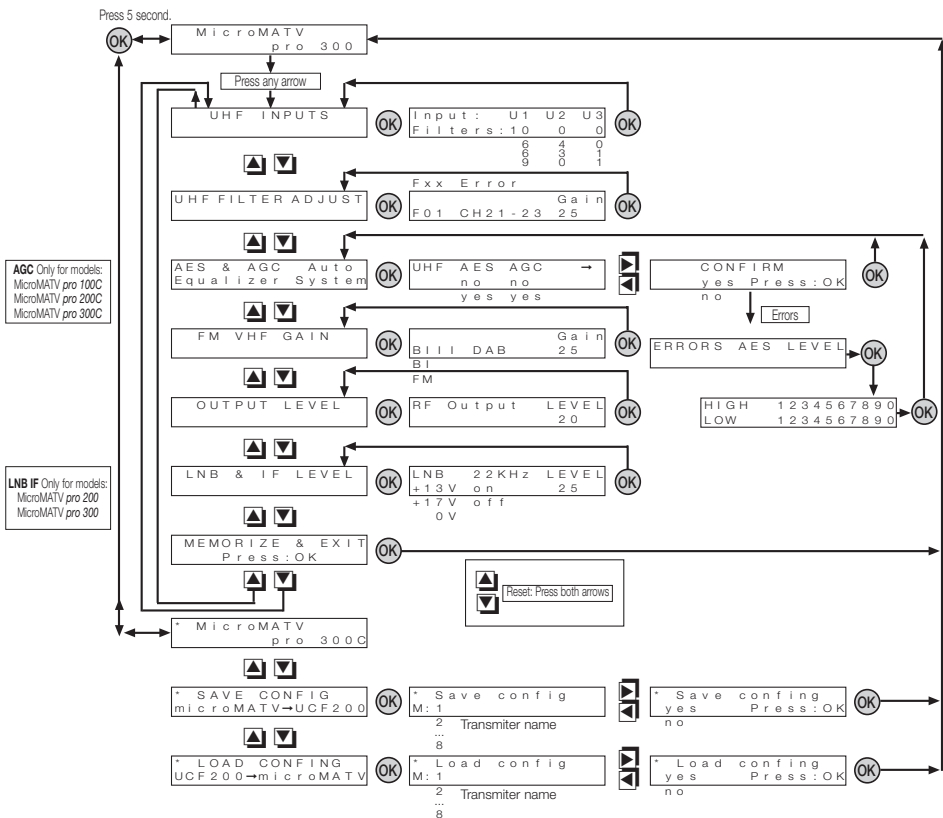 Press 5 second.
OK
MicroMATV
pro 300
Press any arrow
UHF INPUTS
OK
Input: U1 U2 U3
Filters:10 0 0
6 4 0
6 3 1
9 0 1
OK
UHF FILTER ADJUST
OK
Fxx Error
Gain
F01 CH21-23 25
OK
AGC Only for models:
MicroMATV pro 100C
MicroMATV pro 200C
MicroMATV pro 300C
AES & AGC Auto
Equalizer System
OK
UHF AES AGC →
no no
yes yes
CONFIRM
yes Press:OK
no
OK
Errors
ERRORS AES LEVEL
OK
HIGH 1234567890
LOW 1234567890
OK
FM VHF GAIN
OK
Gain
BIII DAB 25
BI
FM
OK
OUTPUT LEVEL
OK
RF Output LEVEL
20
OK
LNB IF Only for models:
MicroMATV pro 200
MicroMATV pro 300
LNB & IF LEVEL
OK
LNB 22KHz LEVEL
+13V on 25
+17V off
0V
OK
MEMORIZE & EXIT
Press:OK
OK
Reset: Press both arrows
* MicroMATV
pro 300C
* SAVE CONFIG
microMATV→UCF200
OK
* Save config
M:1
2
...
8
Transmiter name
* Save confing
yes Press:OK
no
OK
* LOAD CONFING
UCF200→microMATV
OK
* Load config
M:1
2
...
8
Transmiter name
* Load confing
yes Press:OK
no
OK